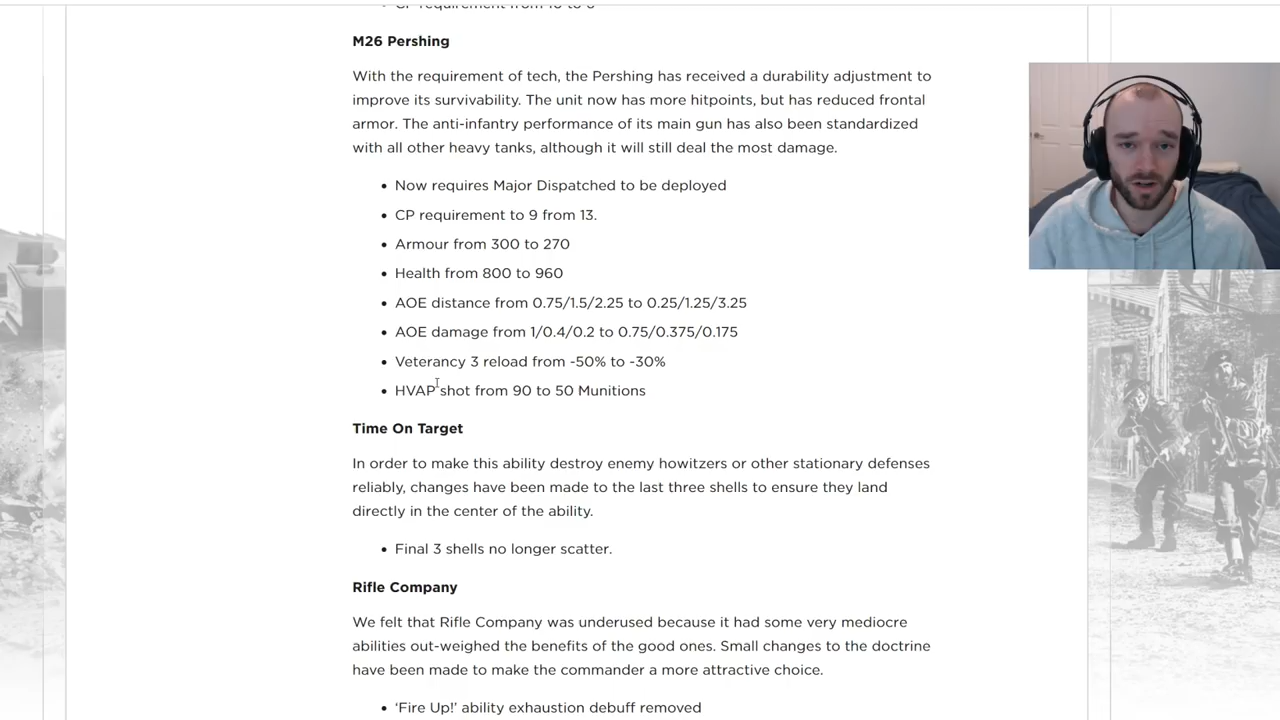 CP requirement from 10 to 0
M26 Pershing
With the requirement of tech, the Pershing has received a durability adjustment to
improve its survivability. The unit now has more hitpoints, but has reduced frontal
armor. The anti-infantry performance of its main gun has also been standardized
with all other heavy tanks, although it will still deal the most damage.
• Now requires Major Dispatched to be deployed
• CP requirement to 9 from 13.
• Armour from 300 to 270
• Health from 800 to 960
• AOE distance from 0.75/1.5/2.25 to 0.25/1.25/3.25
• AOE damage from 1/0.4/0.2 to 0.75/0.375/0.175
• Veterancy 3 reload from -50% to -30%
• HVAP shot from 90 to 50 Munitions
Time On Target
In order to make this ability destroy enemy howitzers or other stationary defenses
reliably, changes have been made to the last three shells to ensure they land
directly in the center of the ability.
• Final 3 shells no longer scatter.
Rifle Company
We felt that Rifle Company was underused because it had some very mediocre
abilities out-weighed the benefits of the good ones. Small changes to the doctrine
have been made to make the commander a more attractive choice.
• ‘Fire Up!’ ability exhaustion debuff removed